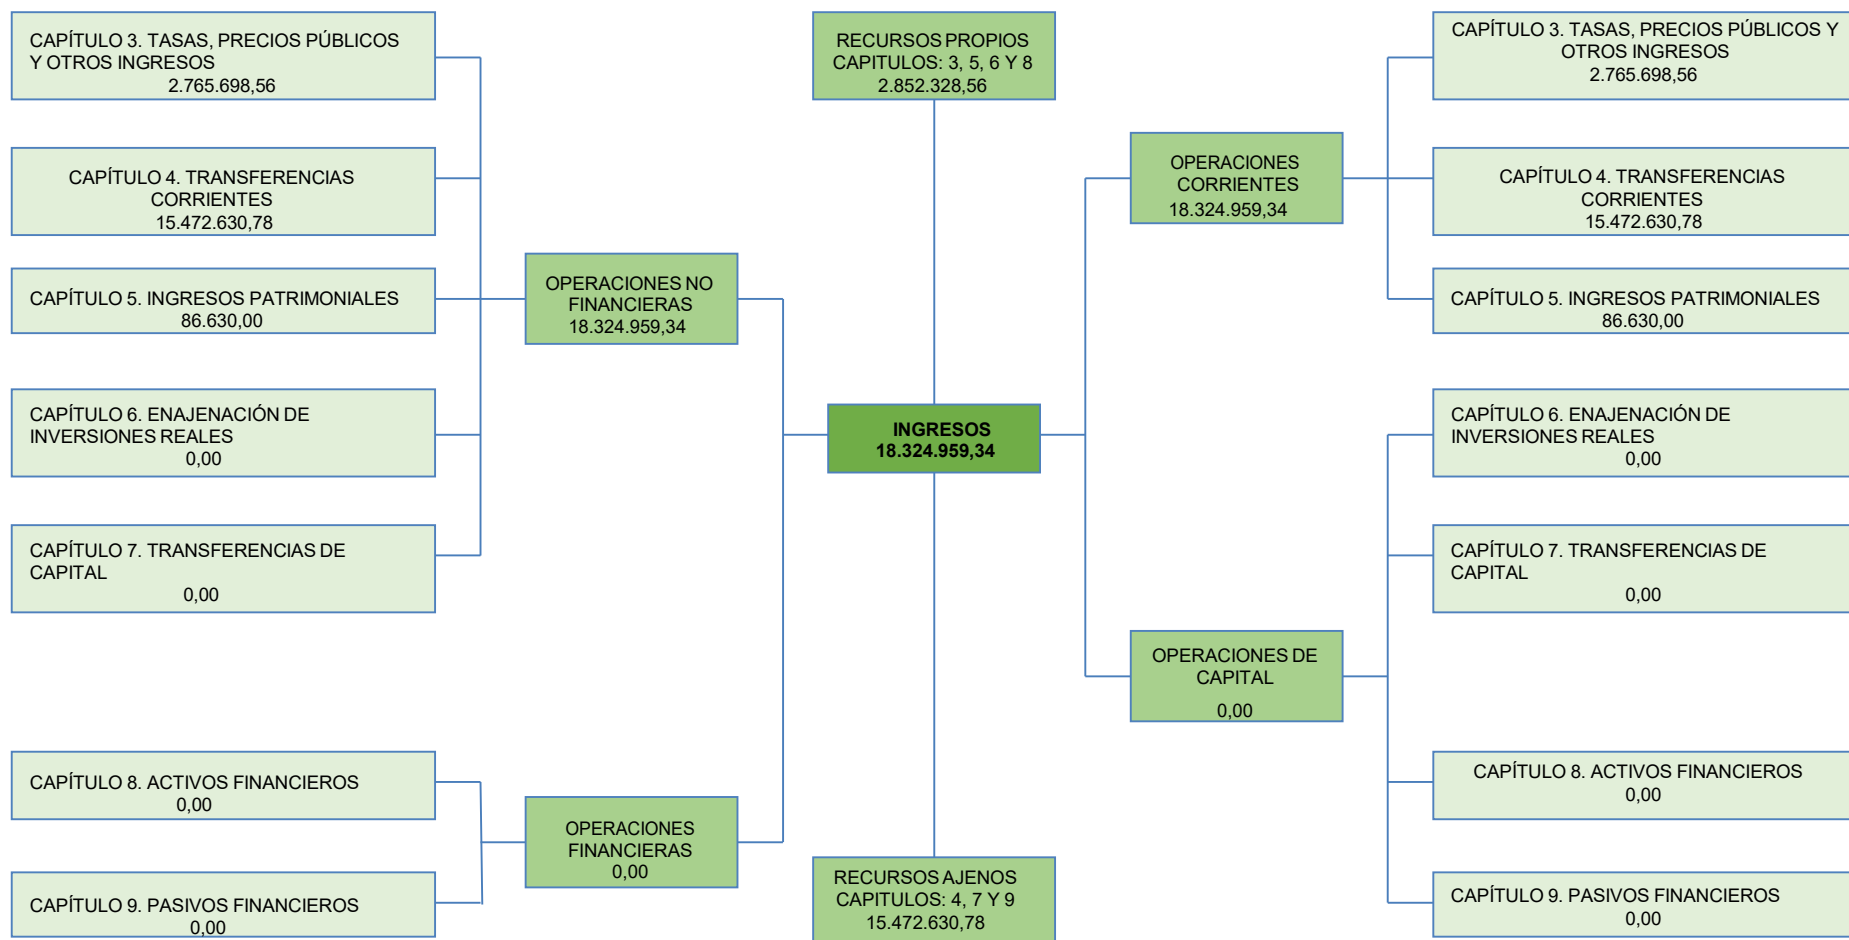 CAPÍTULO 3. TASAS, PRECIOS PÚBLICOS
Y OTROS INGRESOS
2.765.698,56
CAPÍTULO 4. TRANSFERENCIAS
CORRIENTES
15.472.630,78
CAPÍTULO 5. INGRESOS PATRIMONIALES
86.630,00
CAPÍTULO 6. ENAJENACIÓN DE
INVERSIONES REALES
0,00
CAPÍTULO 7. TRANSFERENCIAS DE
CAPITAL
0,00
CAPÍTULO 8. ACTIVOS FINANCIEROS
0,00
CAPÍTULO 9. PASIVOS FINANCIEROS
0,00
OPERACIONES NO
FINANCIERAS
18.324.959,34
OPERACIONES
FINANCIERAS
0,00
RECURSOS PROPIOS
CAPITULOS: 3, 5, 6 Y 8
2.852.328,56
INGRESOS
18.324.959,34
RECURSOS AJENOS
CAPITULOS: 4, 7 Y 9
15.472.630,78
OPERACIONES
CORRIENTES
18.324.959,34
OPERACIONES DE
CAPITAL
0,00
CAPÍTULO 3. TASAS, PRECIOS PÚBLICOS Y
OTROS INGRESOS
2.765.698,56
CAPÍTULO 4. TRANSFERENCIAS
CORRIENTES
15.472.630,78
CAPÍTULO 5. INGRESOS PATRIMONIALES
86.630,00
CAPÍTULO 6. ENAJENACIÓN DE
INVERSIONES REALES
0,00
CAPÍTULO 7. TRANSFERENCIAS DE
CAPITAL
0,00
CAPÍTULO 8. ACTIVOS FINANCIEROS
0,00
CAPÍTULO 9. PASIVOS FINANCIEROS
0,00